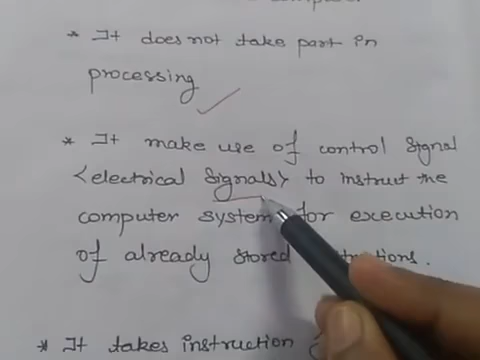 * It does not take part in
processing
* It make use of control signal
<electrical signals> to instruct the
computer system for execution
of already stored
* It takes instruction